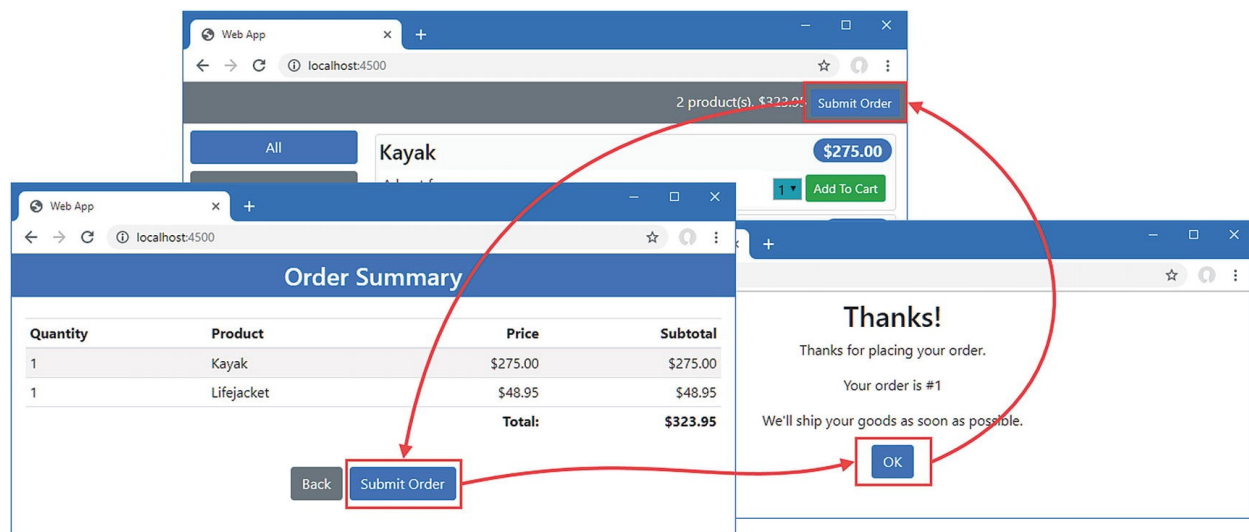 Web App
localhost:4500
2 product(s). $323.95 Submit Order
All
Kayak $275.00
1 Add To Cart
Web App
localhost:4500
Order Summary
Quantity Product Price Subtotal
1 Kayak $275.00 $275.00
1 Lifejacket $48.95 $48.95
Total: $323.95
Back Submit Order
Thanks!
Thanks for placing your order.
Your order is #1
We'll ship your goods as soon as possible.
OK